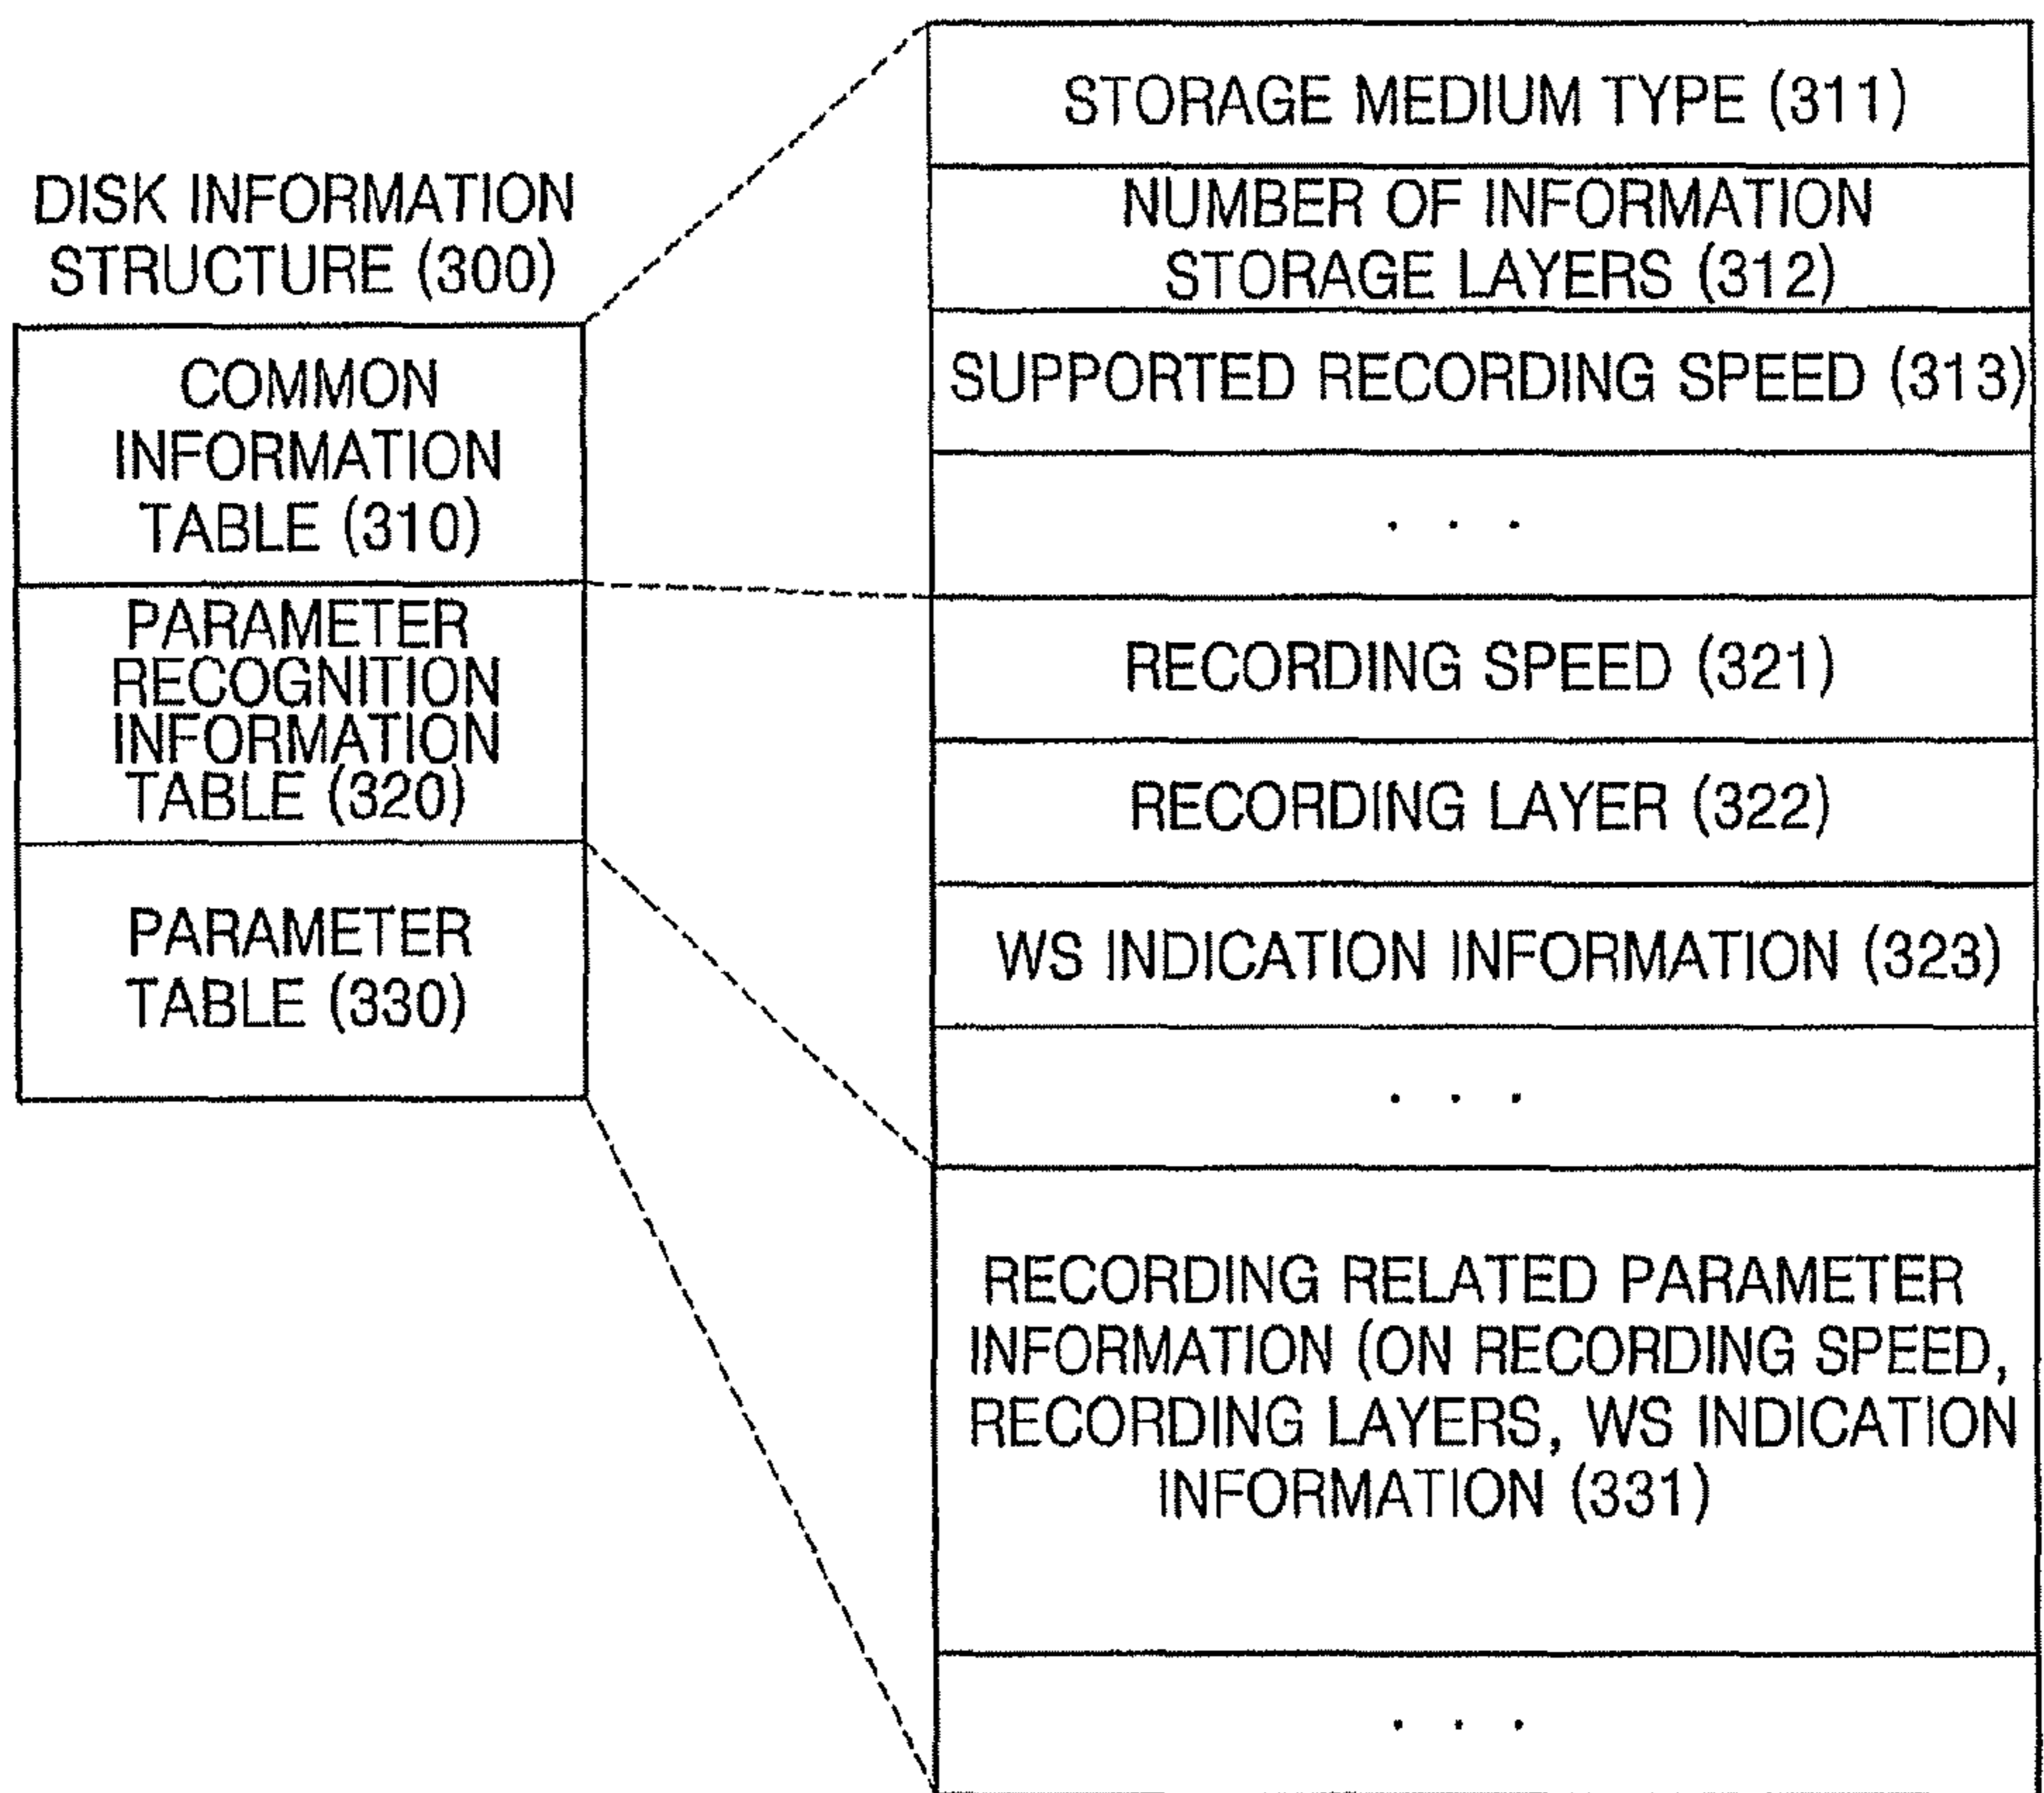 DISK INFORMATION
STRUCTURE (300)
COMMON
INFORMATION
TABLE (310)
PARAMETER
RECOGNITION
INFORMATION
TABLE (320)
PARAMETER
TABLE (330)
STORAGE MEDIUM TYPE (311)
NUMBER OF INFORMATION
STORAGE LAYERS (312)
SUPPORTED RECORDING SPEED (313)
. . .
RECORDING SPEED (321)
RECORDING LAYER (322)
WS INDICATION INFORMATION (323)
. . .
RECORDING RELATED PARAMETER
INFORMATION (ON RECORDING SPEED,
RECORDING LAYERS, WS INDICATION
INFORMATION (331)
. . .